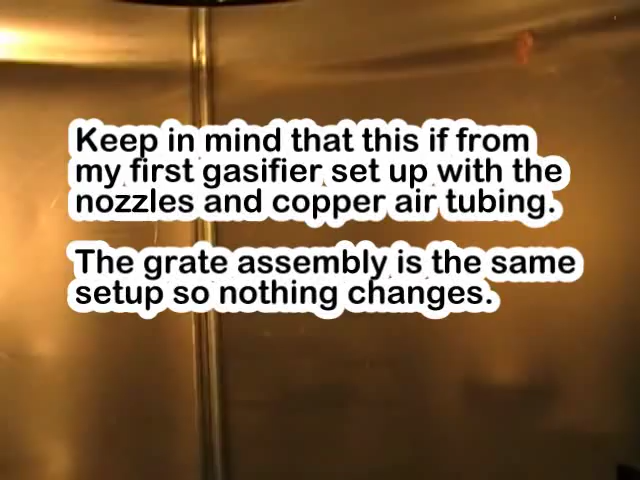 Keep in mind that this if from
my first gasifier set up with the
nozzles and copper air tubing.
The grate assembly is the same
setup so nothing changes.